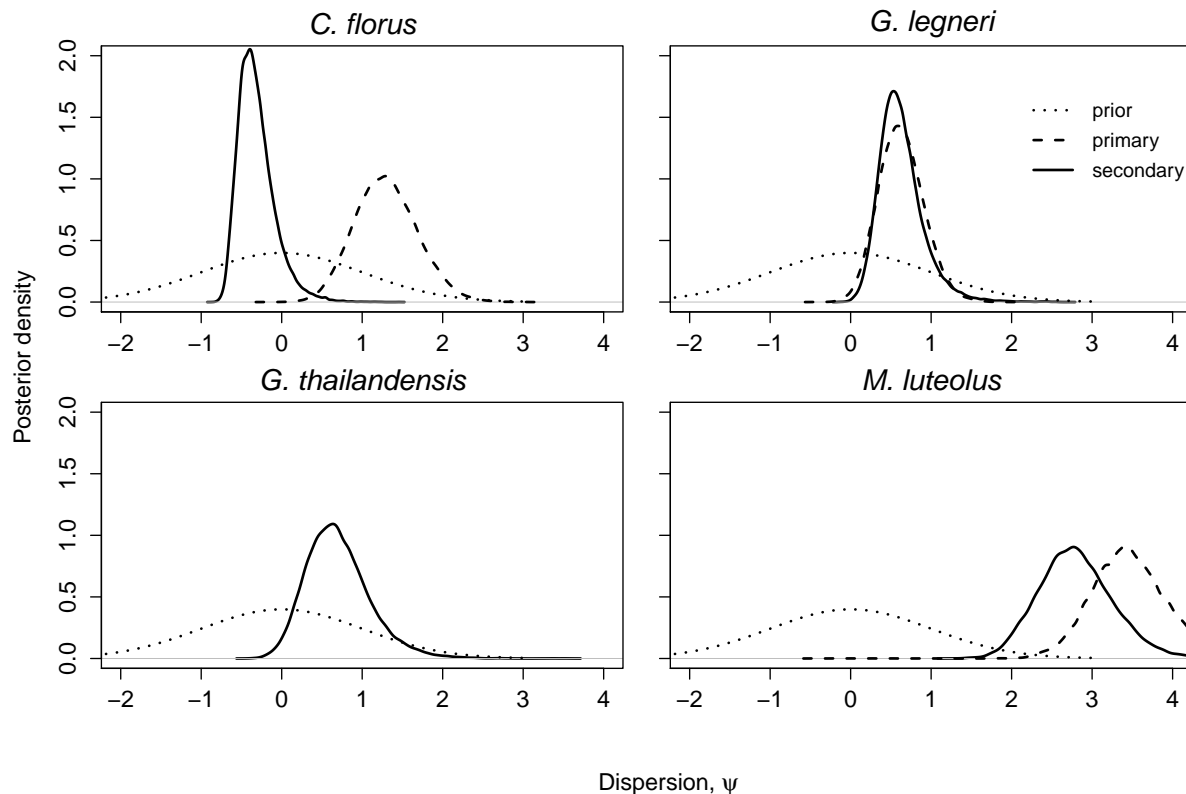 C. florus
G. legneri
2.0
1.5
1.0
0.5
0.0
−2 −1 0 1 2 3 4
prior
primary
secondary
−2 −1 0 1 2 3 4
Posterior density
G. thailandensis
M. luteolus
2.0
1.5
1.0
0.5
0.0
−2 −1 0 1 2 3 4
−2 −1 0 1 2 3 4
Dispersion, ψ